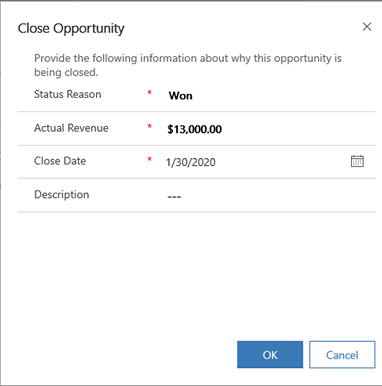 Close Opportunity
Provide the following information about why this opportunity is
being closed.
Status Reason * Won
Actual Revenue * $13,000.00
Close Date * 1/30/2020
Description ---
OK Cancel